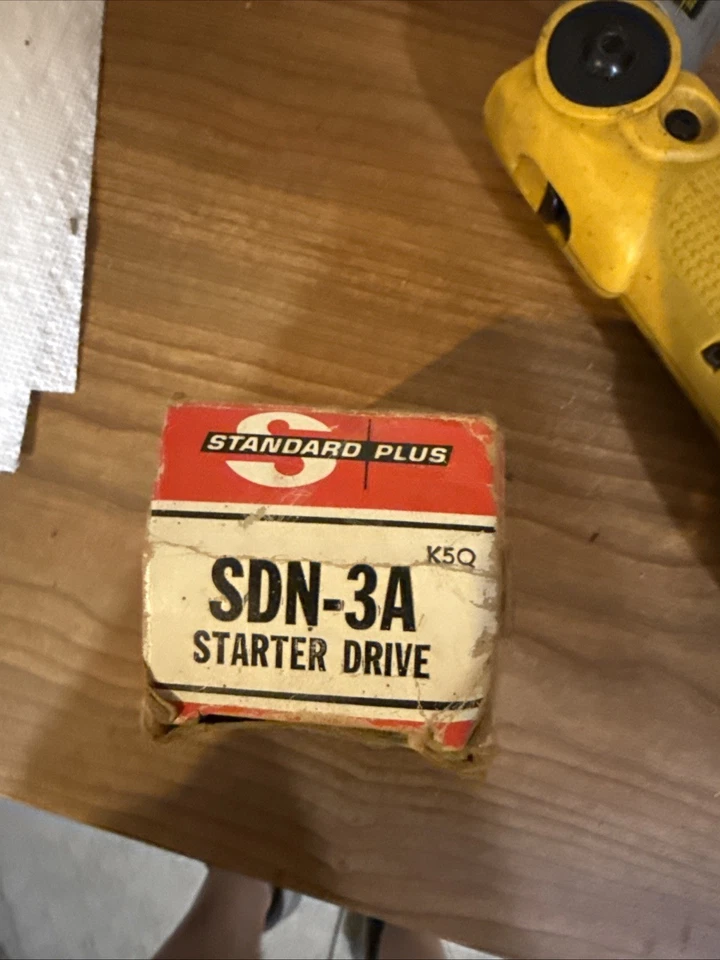 STANDARD PLUS
K5Q
SDN-3A
STARTER DRIVE